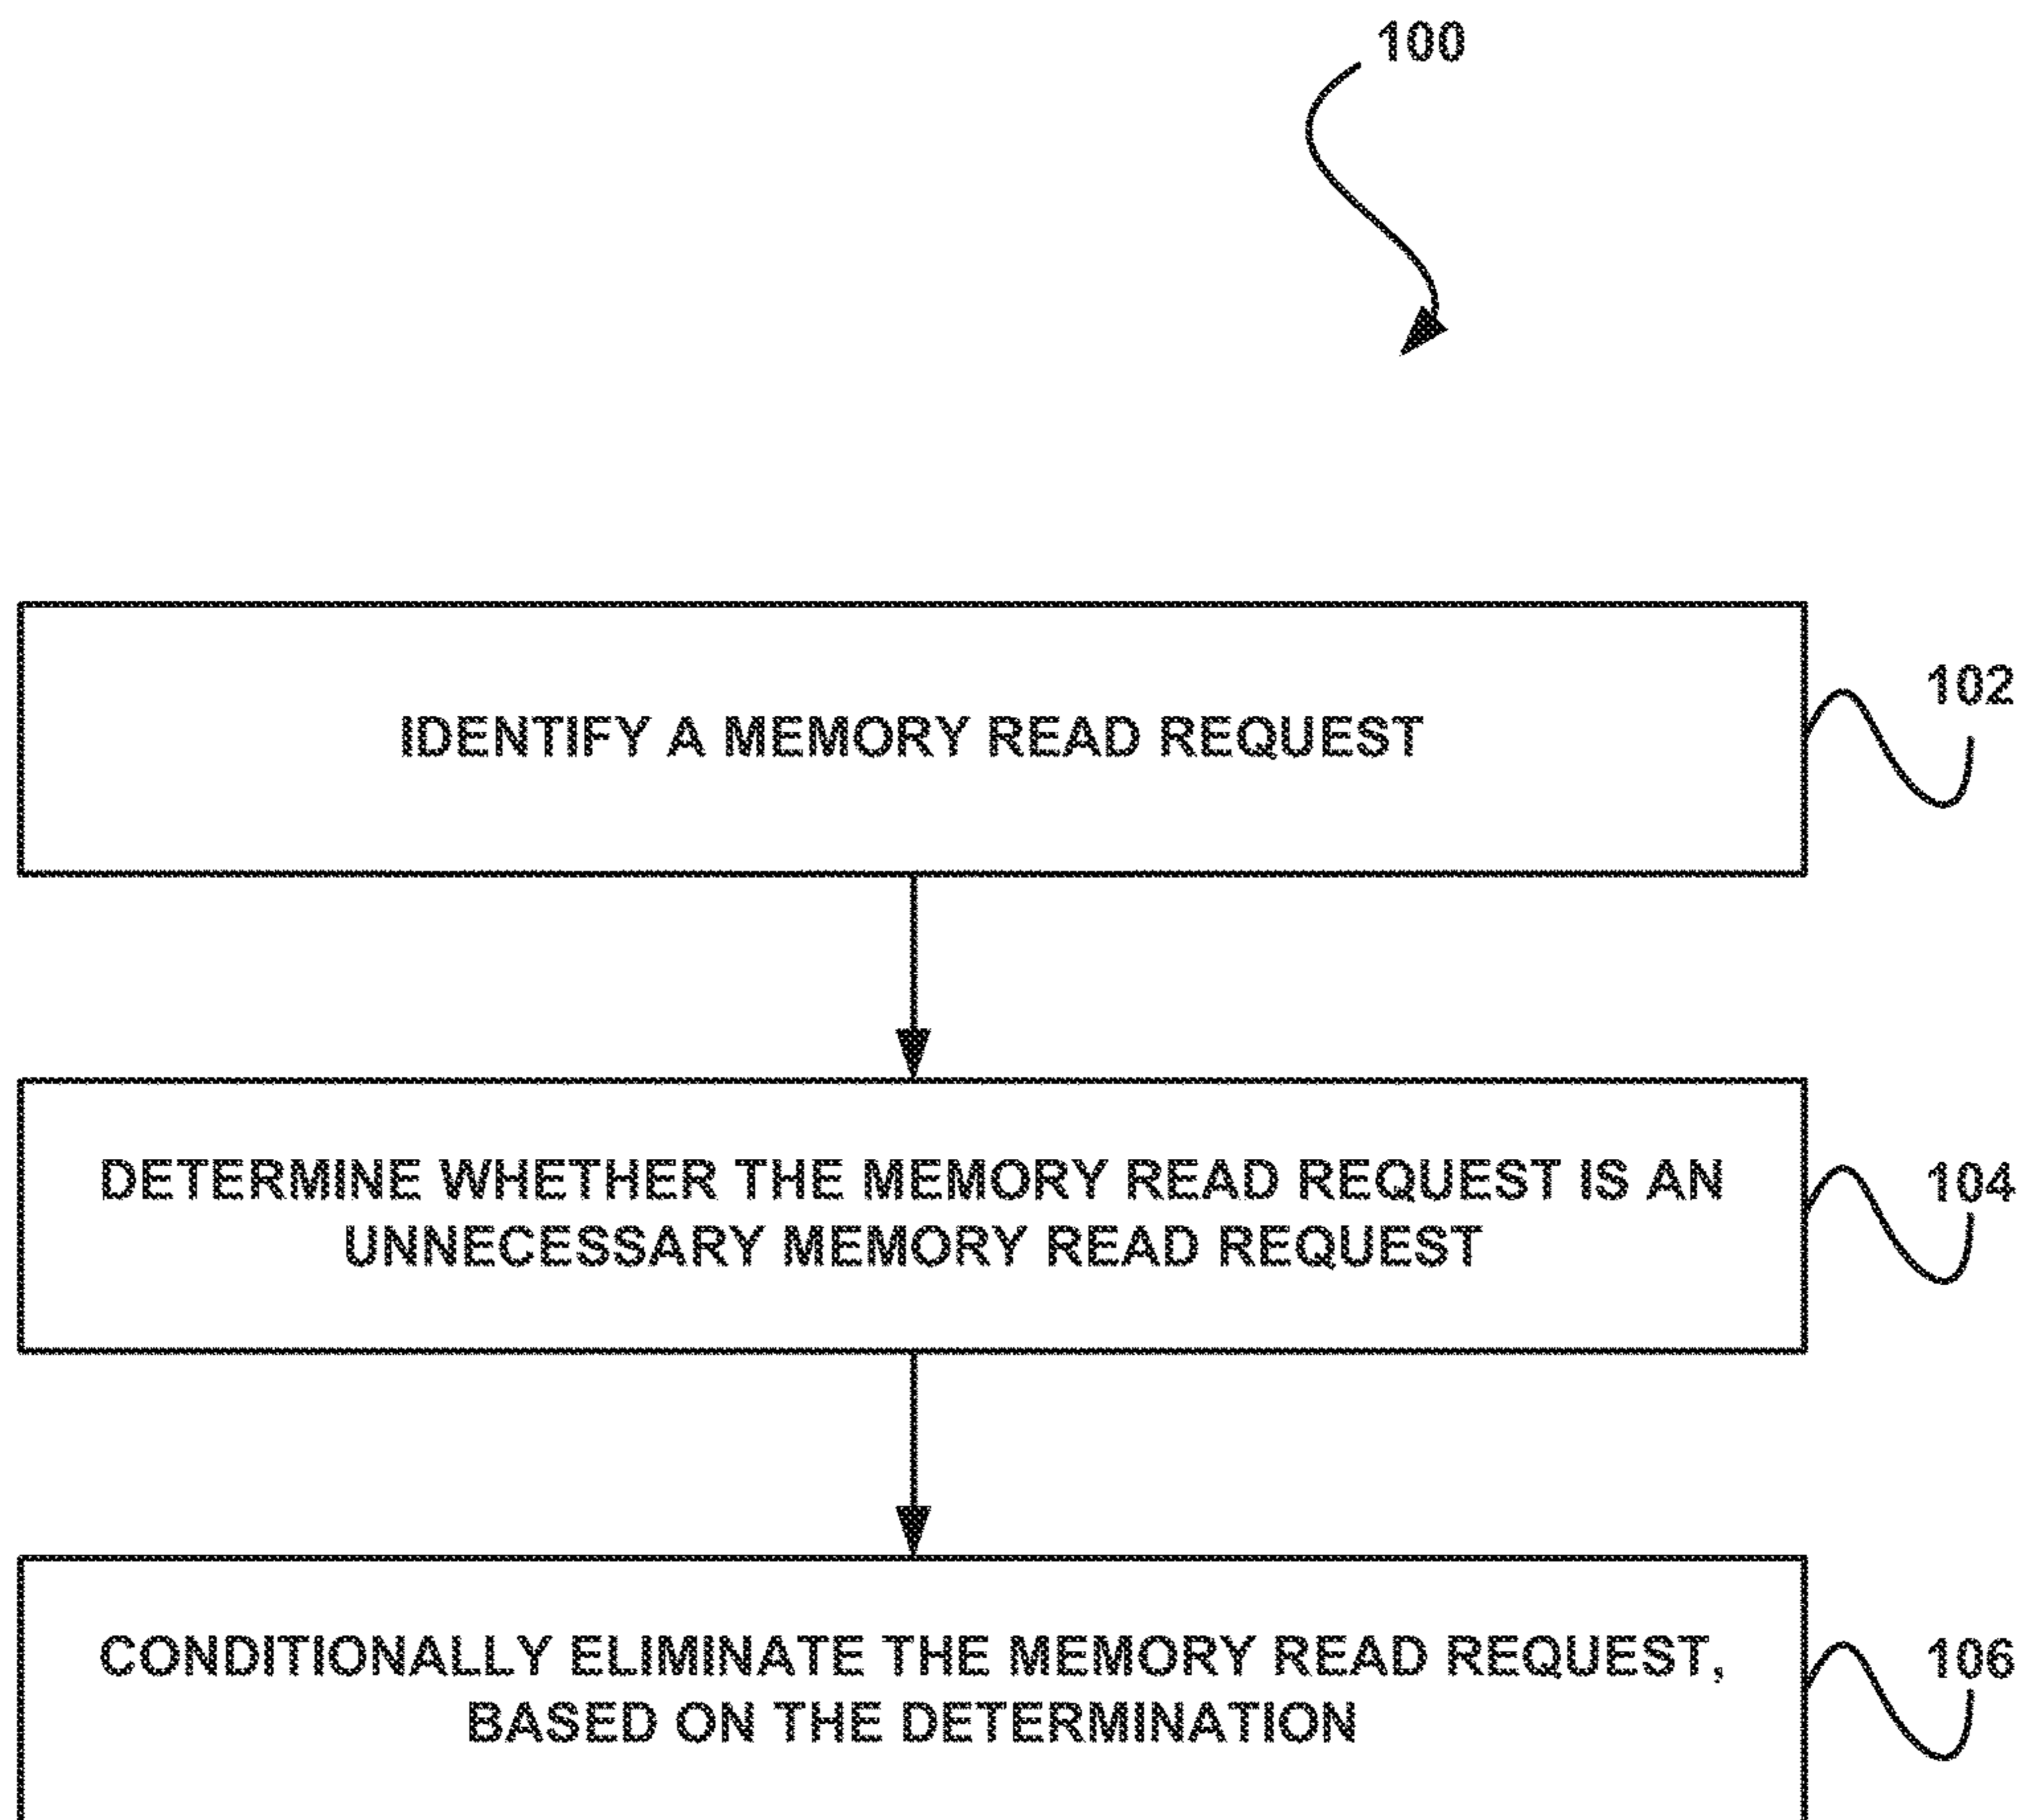 100
IDENTIFY A MEMORY READ REQUEST
102
DETERMINE WHETHER THE MEMORY READ REQUEST IS AN
UNNECESSARY MEMORY READ REQUEST
104
CONDITIONALLY ELIMINATE THE MEMORY READ REQUEST,
BASED ON THE DETERMINATION
106